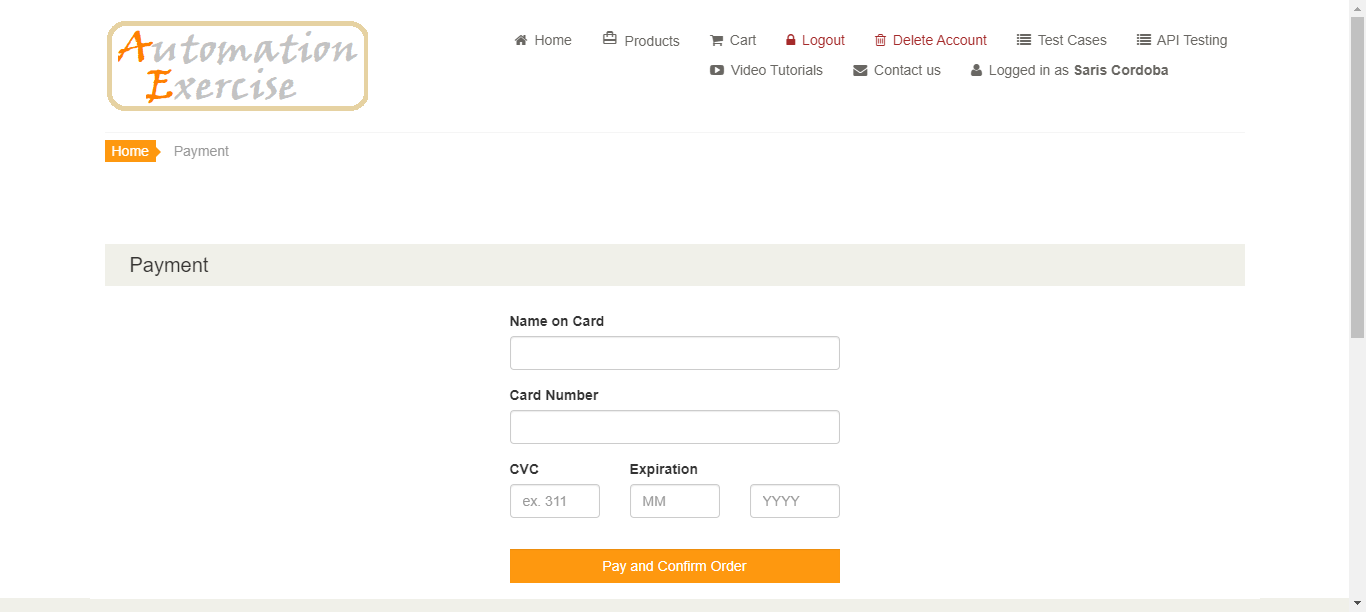 Automation
Exercise
Home Products Cart Logout Delete Account Test Cases API Testing
Video Tutorials Contact us Logged in as Saris Cordoba
Home Payment
Payment
Name on Card
Card Number
CVC Expiration
ex. 311 MM YYYY
Pay and Confirm Order